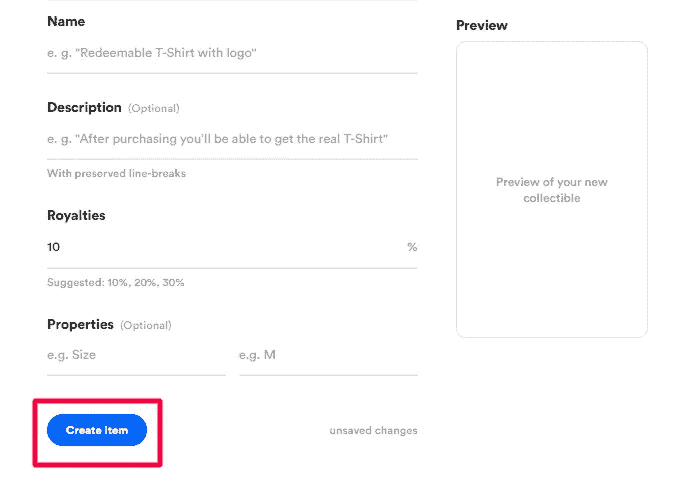 Name
e. g. "Redeemable T-Shirt with logo"
Description (Optional)
e. g. "After purchasing you'll be able to get the real T-Shirt"
With preserved line-breaks
Royalties
10 %
Suggested: 10%, 20%, 30%
Properties (Optional)
e.g. Size e.g. M
Create item unsaved changes
Preview
Preview of your new
collectible